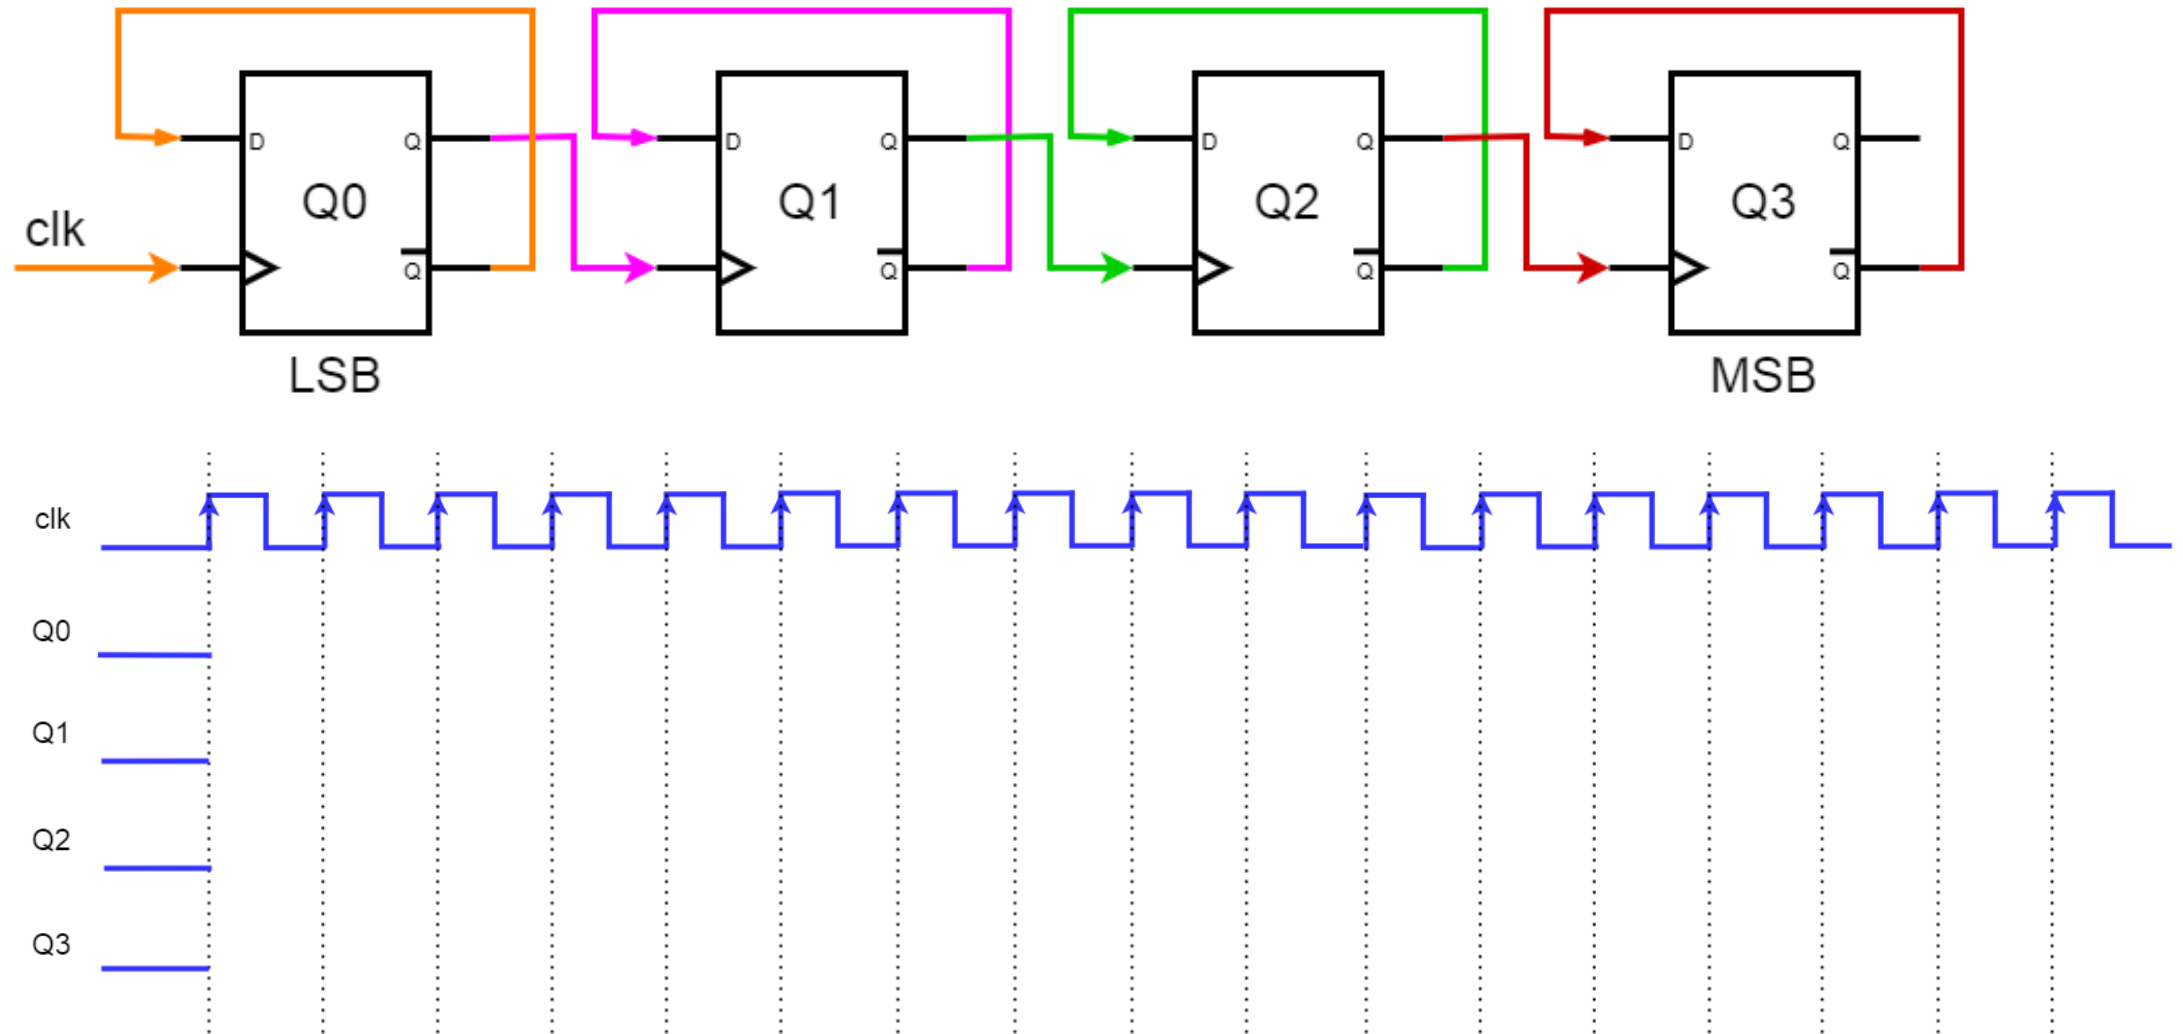 D Q D Q D Q D Q
Q0 Q1 Q2 Q3
clk
Q̅ Q̅ Q̅ Q̅
LSB MSB
clk
Q0
Q1
Q2
Q3